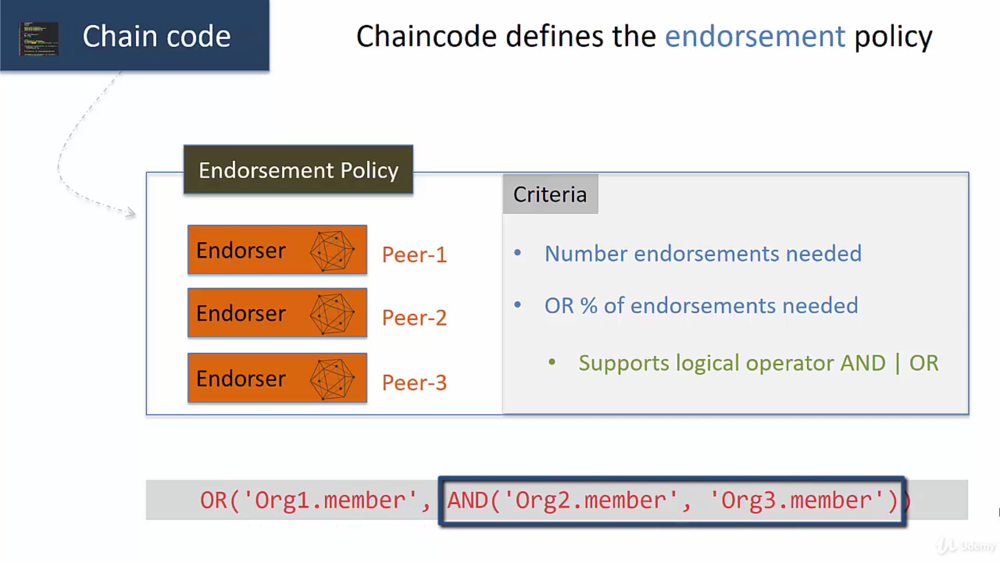 Chain code
Chaincode defines the endorsement policy
Endorsement Policy
Endorser Peer-1
Endorser Peer-2
Endorser Peer-3
Criteria
• Number endorsements needed
• OR % of endorsements needed
• Supports logical operator AND | OR
OR('Org1.member', AND('Org2.member', 'Org3.member'))
Udemy